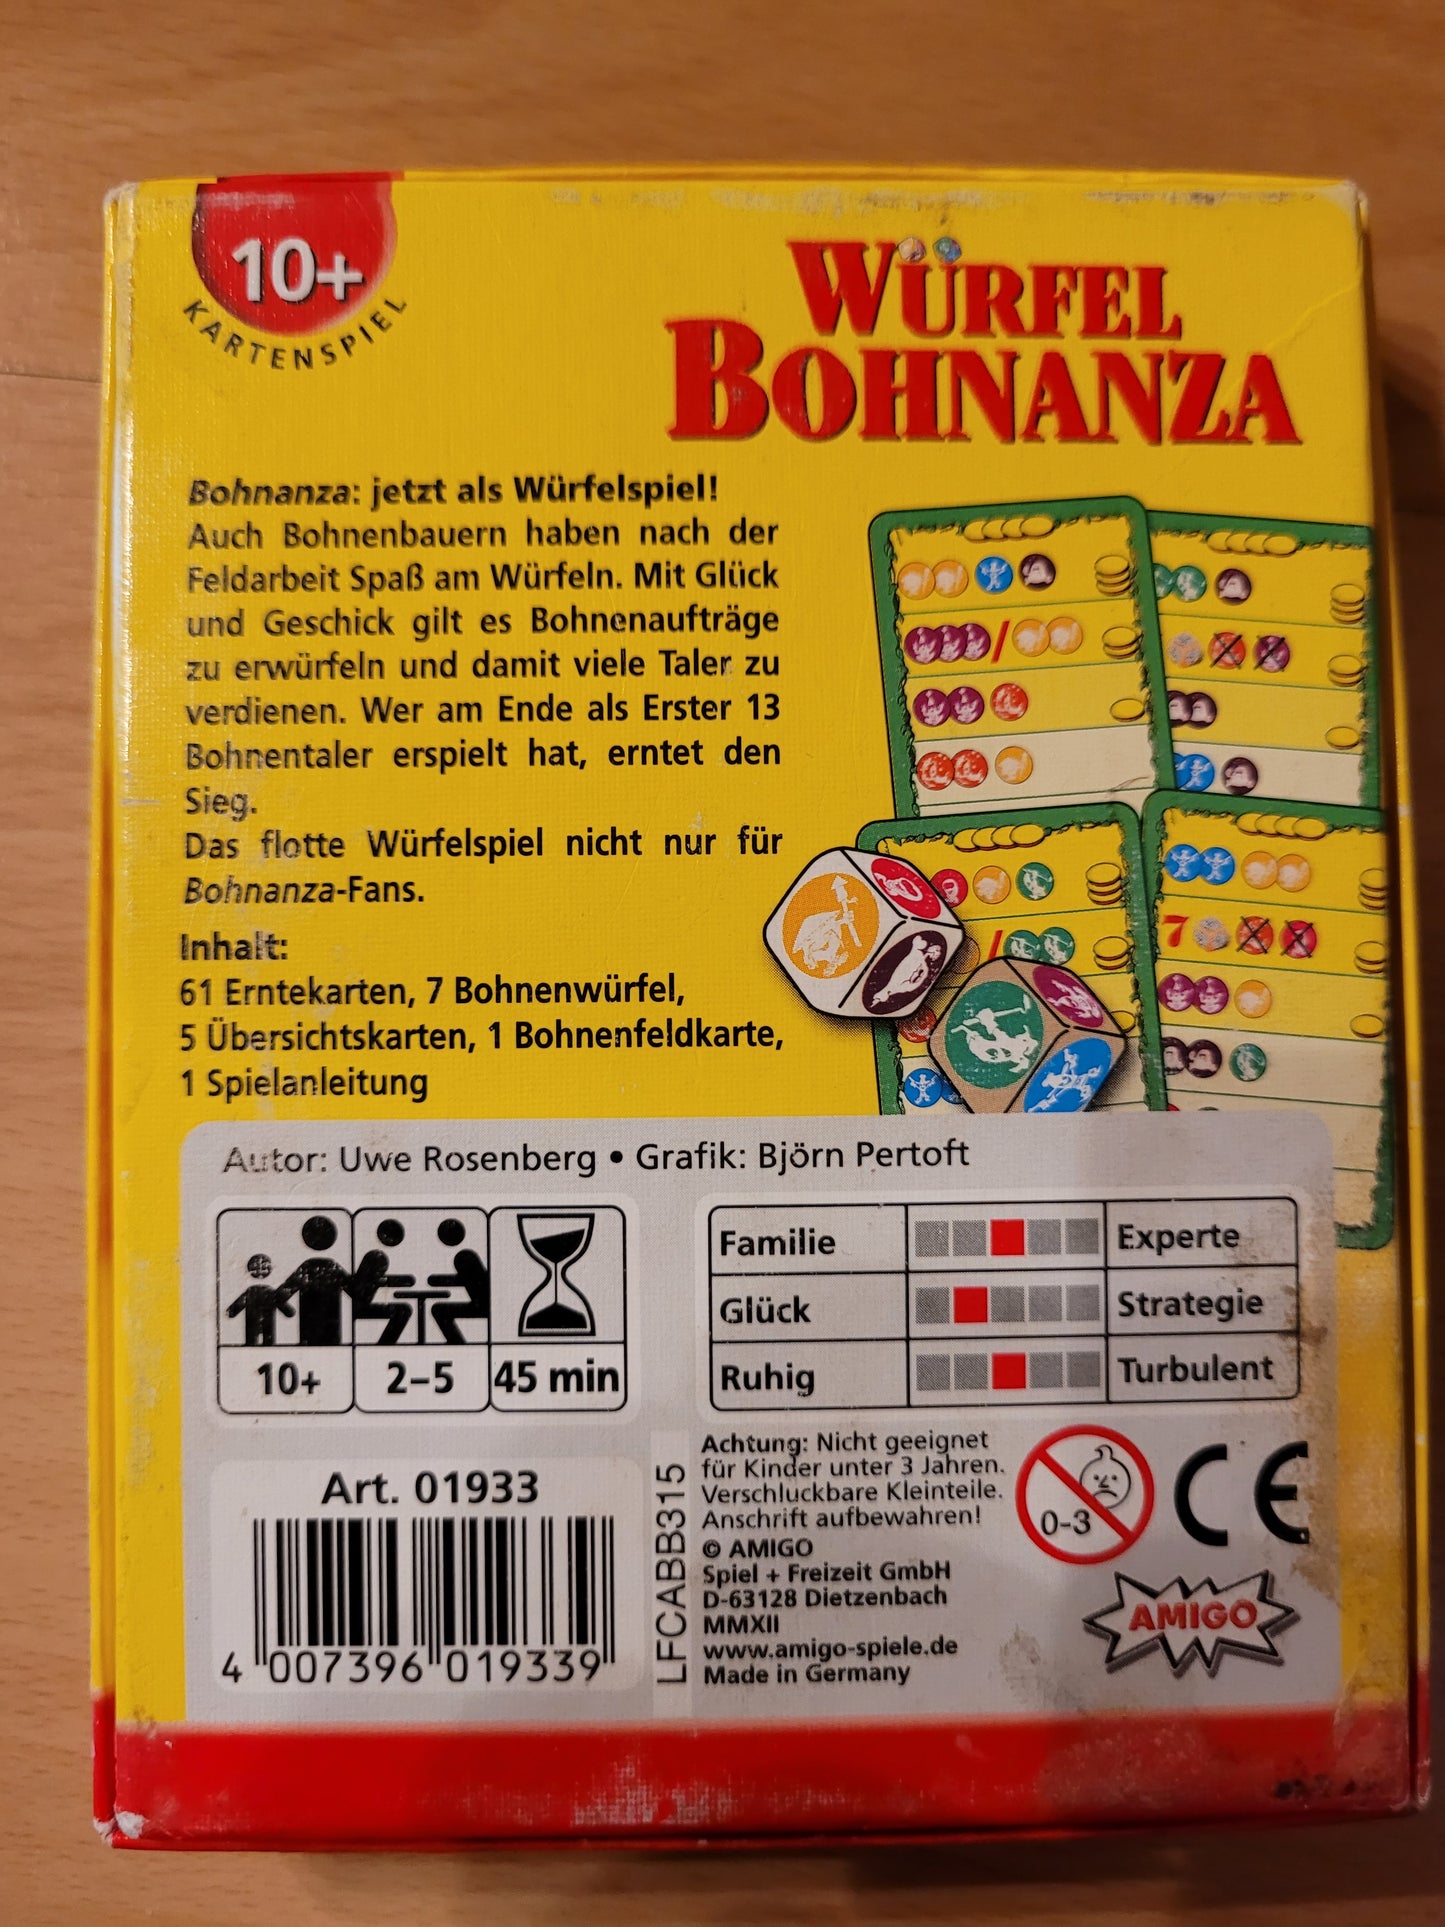 10+
KARTENSPIEL
WÜRFEL
BOHNANZA
Bohnanza: jetzt als Würfelspiel!
Auch Bohnenbauern haben nach der
Feldarbeit Spaß am Würfeln. Mit Glück
und Geschick gilt es Bohnenaufträge
zu erwürfeln und damit viele Taler zu
verdienen. Wer am Ende als Erster 13
Bohnentaler erspielt hat, erntet den
Sieg.
Das flotte Würfelspiel nicht nur für
Bohnanza-Fans.
Inhalt:
61 Erntekarten, 7 Bohnenwürfel,
5 Übersichtskarten, 1 Bohnenfeldkarte,
1 Spielanleitung
/
7
/
Autor: Uwe Rosenberg • Grafik: Björn Pertoft
10+ 2–5 45 min
Familie Experte
Glück Strategie
Ruhig Turbulent
Art. 01933
4 007396 019339
LFCABB315
Achtung: Nicht geeignet
für Kinder unter 3 Jahren.
Verschluckbare Kleinteile.
Anschrift aufbewahren!
© AMIGO
Spiel + Freizeit GmbH
D-63128 Dietzenbach
MMXII
www.amigo-spiele.de
Made in Germany
0-3
CE
AMIGO